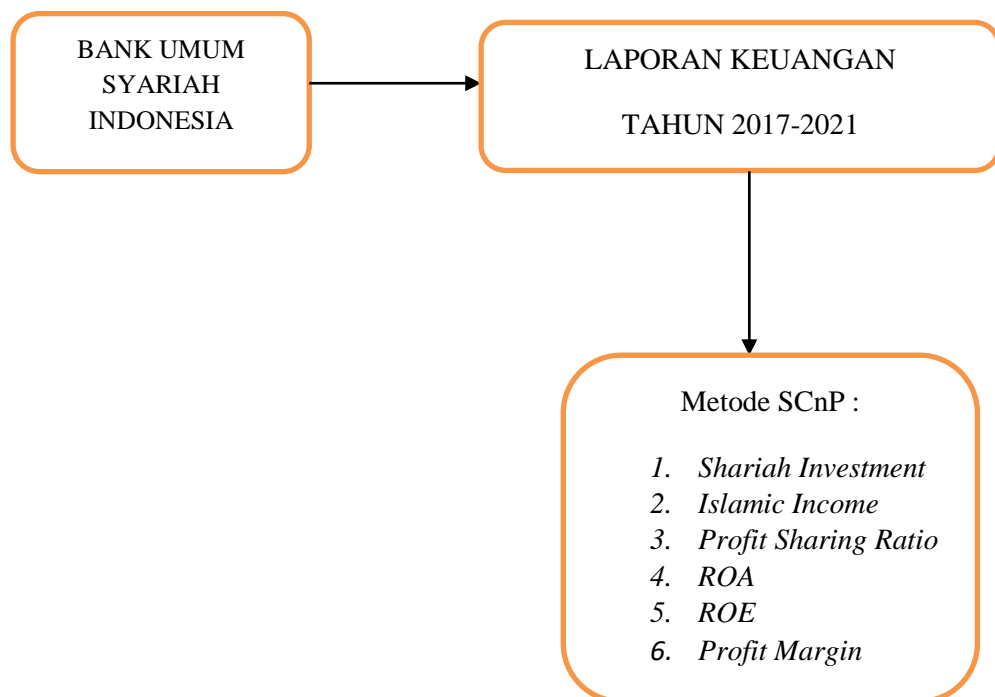 BANK UMUM
SYARIAH
INDONESIA
LAPORAN KEUANGAN
TAHUN 2017-2021
Metode SCnP :
1. Shariah Investment
2. Islamic Income
3. Profit Sharing Ratio
4. ROA
5. ROE
6. Profit Margin